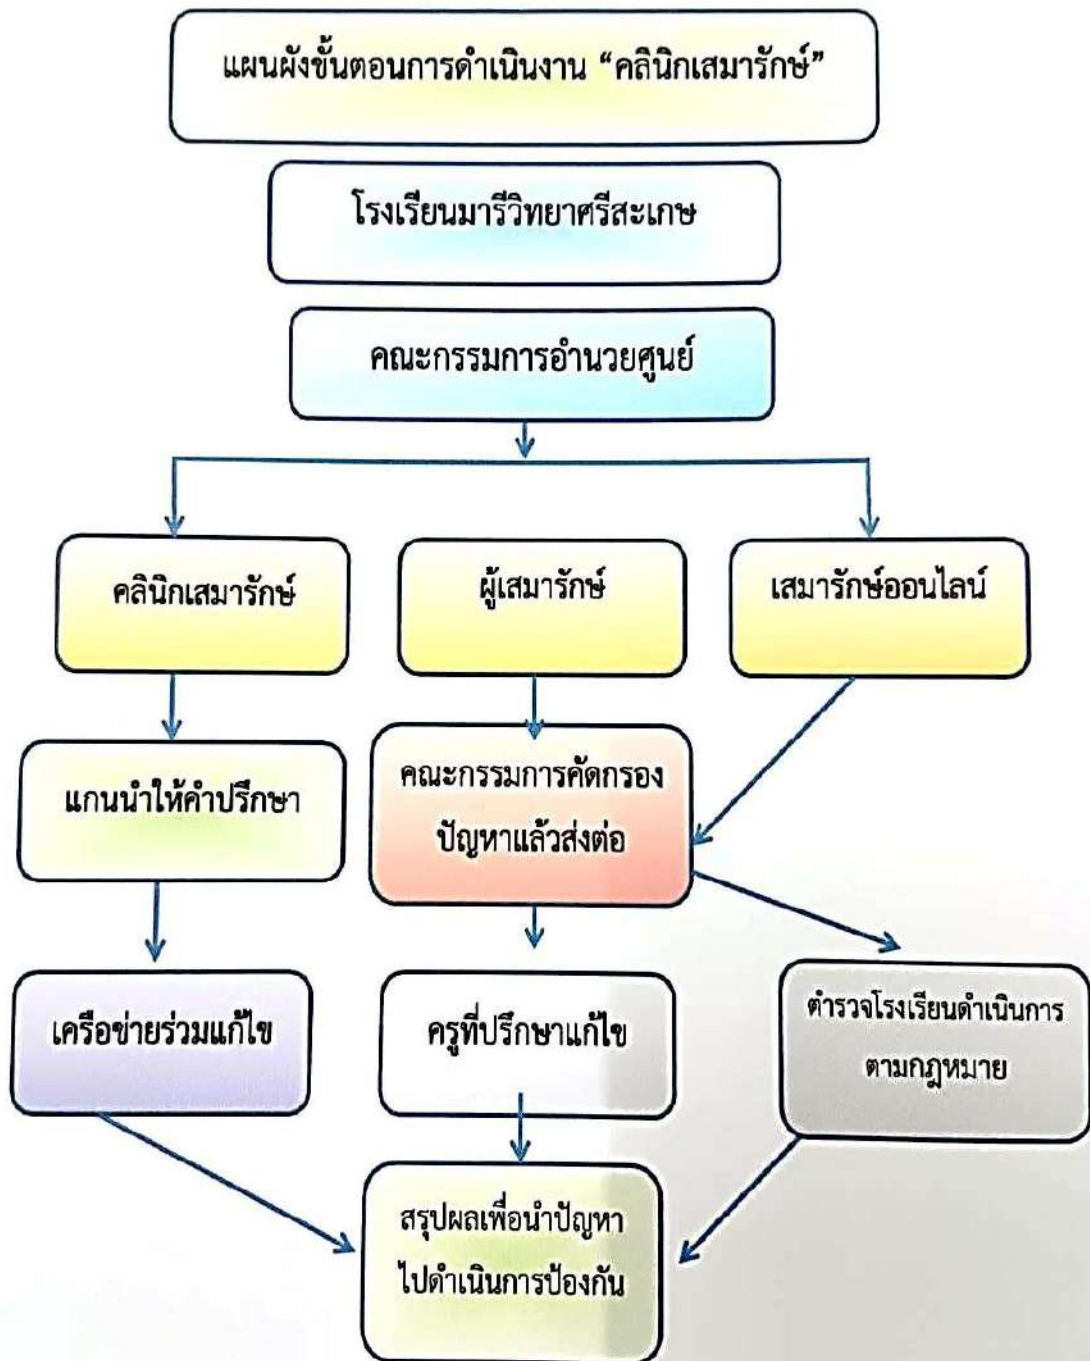 แผนผังขั้นตอนการดำเนินงาน “คลินิกเสมารักษ์”
โรงเรียนมารีวิทยาศรีสะเกษ
คณะกรรมการอำนวยศูนย์
คลินิกเสมารักษ์
ผู้เสมารักษ์
เสมารักษ์ออนไลน์
แกนนำให้คำปรึกษา
คณะกรรมการคัดกรอง
ปัญหาแล้วส่งต่อ
เครือข่ายร่วมแก้ไข
ครูที่ปรึกษาแก้ไข
ตำรวจโรงเรียนดำเนินการ
ตามกฎหมาย
สรุปผลเพื่อนำปัญหา
ไปดำเนินการป้องกัน